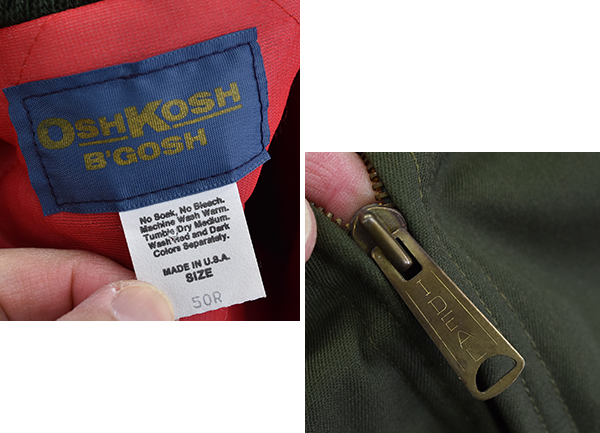 OSHKOSH
B'GOSH
No Soak, No Bleach.
Machine Wash Warm.
Tumble Dry Medium.
Wash Red and Dark
Colors Separately.
MADE IN U.S.A.
SIZE
50R
IDEAL